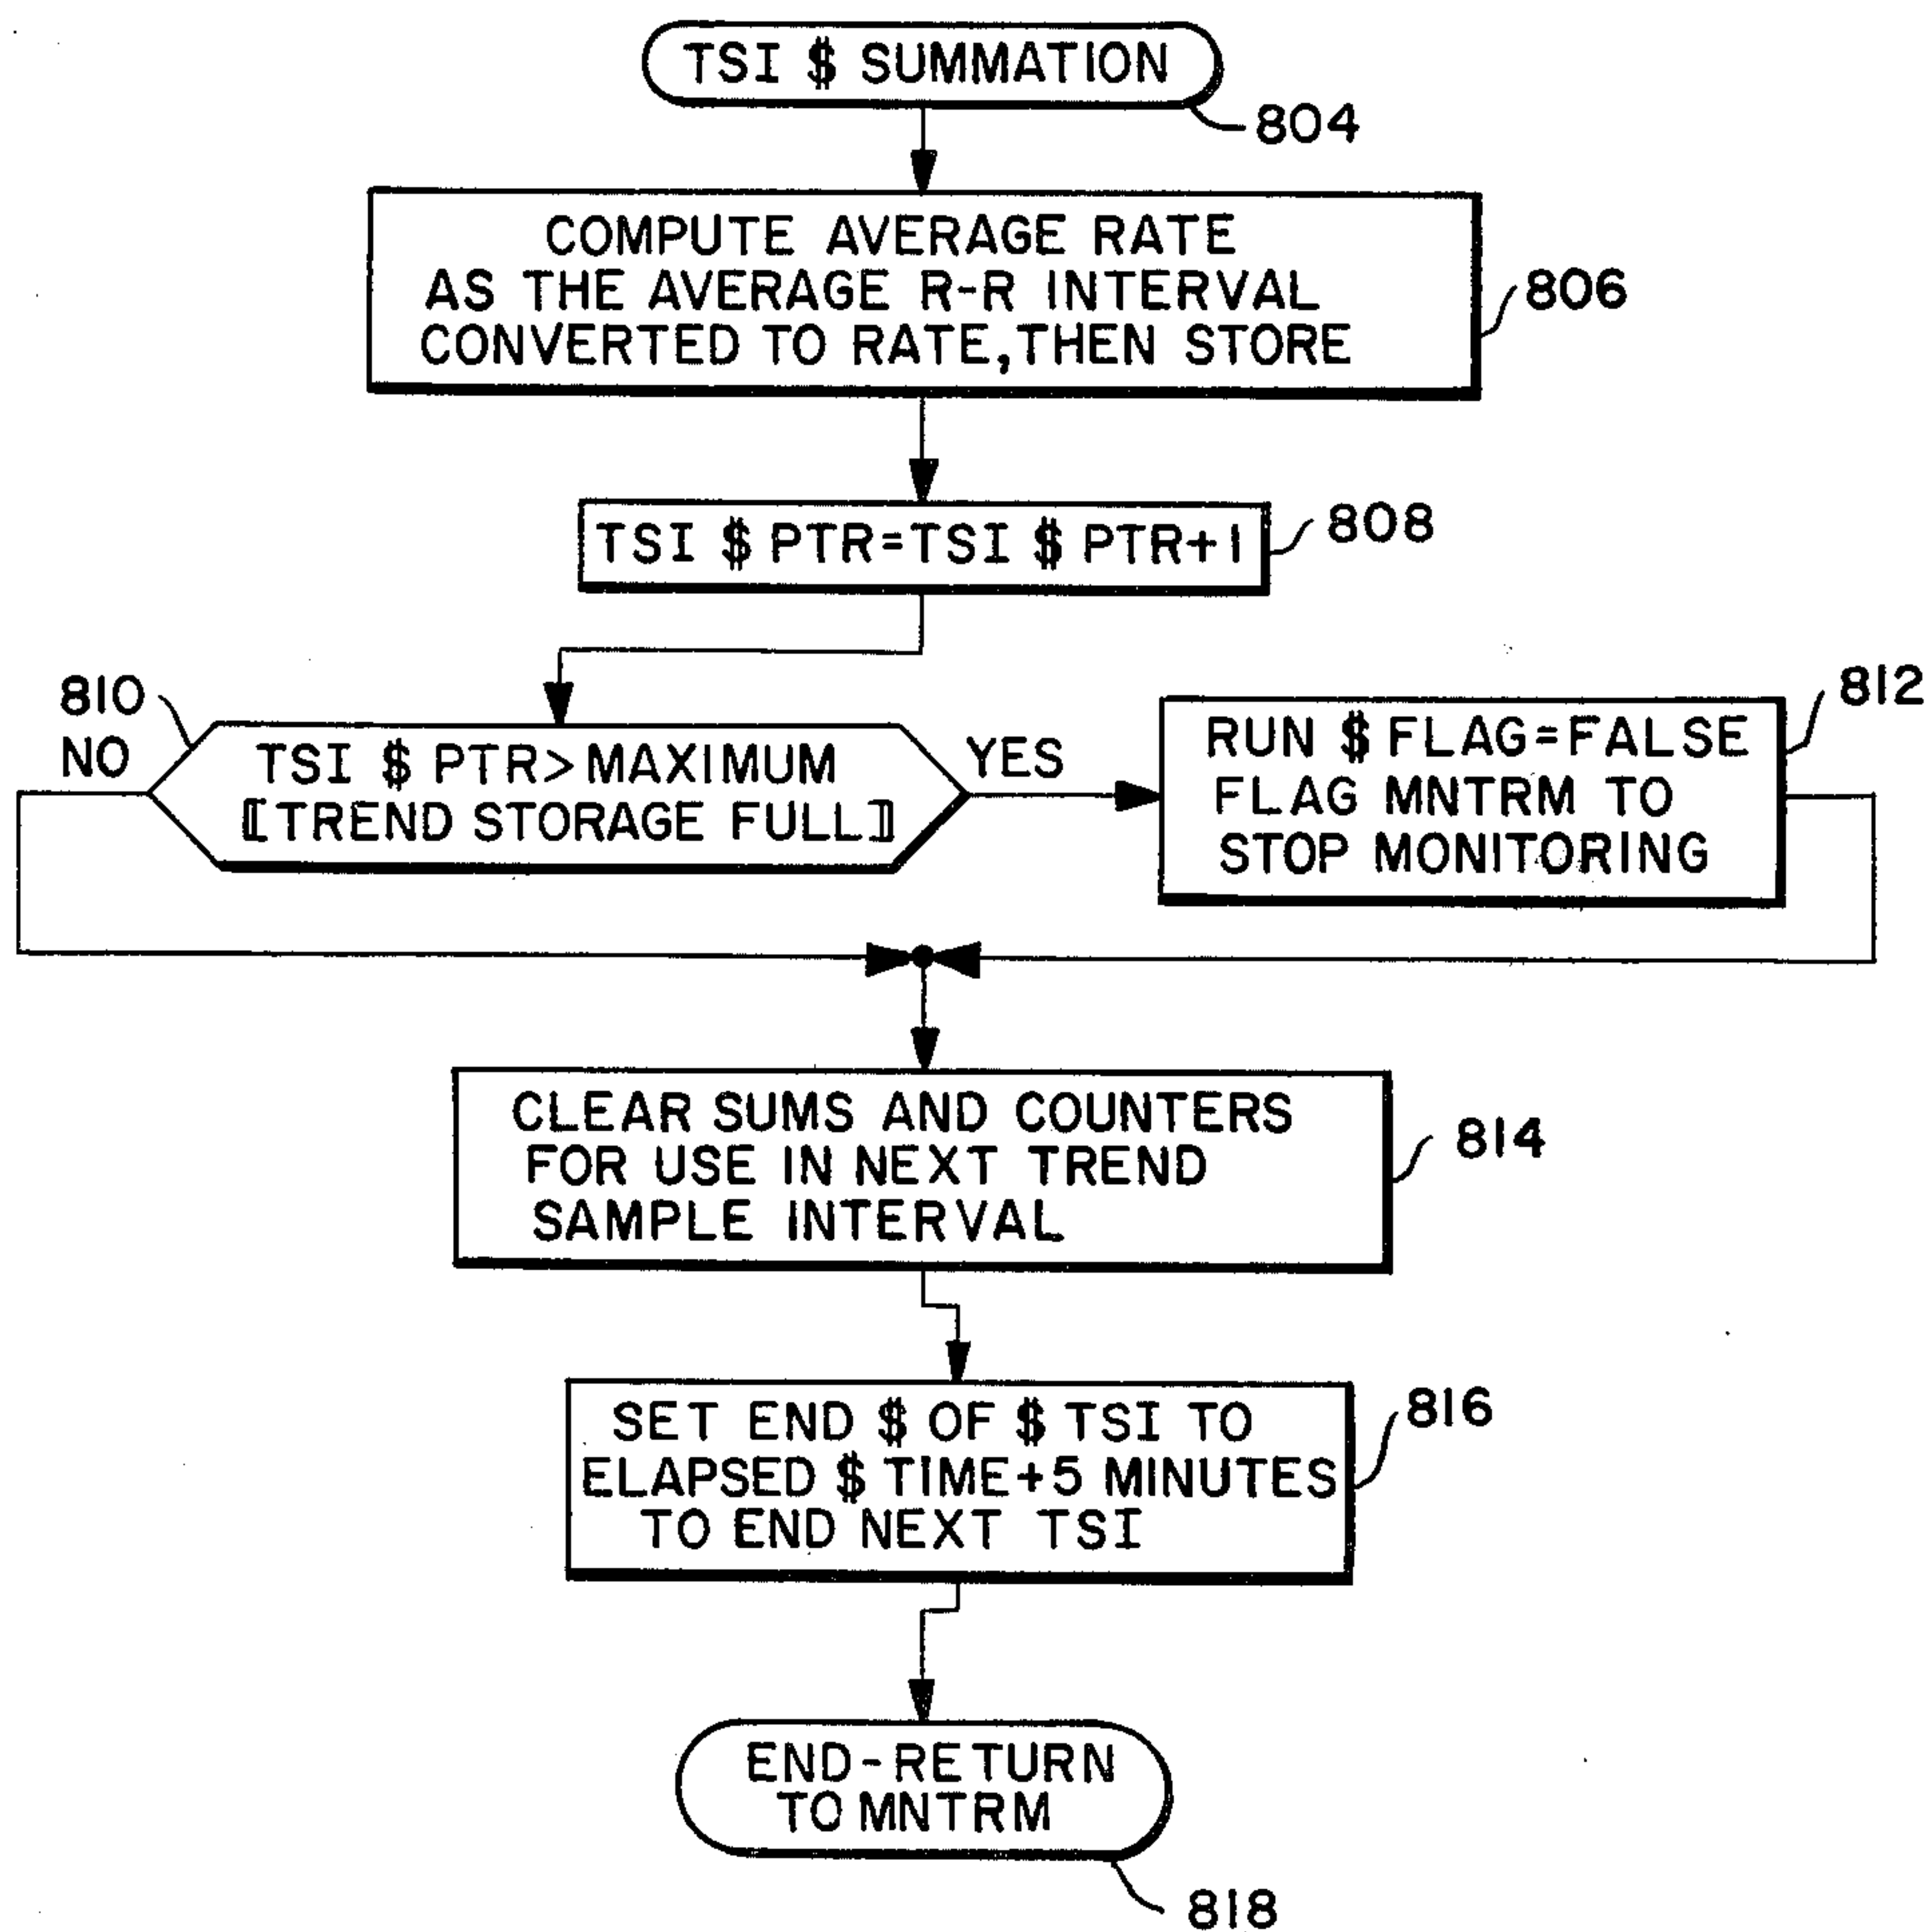 TSI $ SUMMATION
804
COMPUTE AVERAGE RATE
AS THE AVERAGE R-R INTERVAL
CONVERTED TO RATE, THEN STORE
806
TSI $ PTR=TSI $ PTR+1
808
810
NO
TSI $ PTR>MAXIMUM
[TREND STORAGE FULL]
YES
RUN $ FLAG=FALSE
FLAG MNTRM TO
STOP MONITORING
812
CLEAR SUMS AND COUNTERS
FOR USE IN NEXT TREND
SAMPLE INTERVAL
814
SET END $ OF $ TSI TO
ELAPSED $ TIME+5 MINUTES
TO END NEXT TSI
816
END-RETURN
TO MNTRM
818